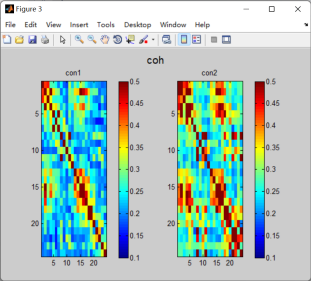 Figure 3
File Edit View Insert Tools Desktop Window Help
coh
con1 con2
0.5 0.5
0.45 0.45
5 5
0.4 0.4
0.35 0.35
10 10
0.3 0.3
15 15
0.25 0.25
0.2 0.2
20 20
0.15 0.15
0.1 0.1
5 10 15 20 5 10 15 20